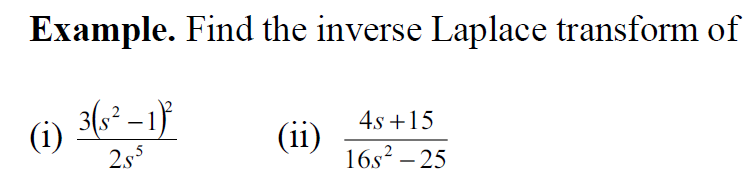 Example. Find the inverse Laplace transform of
(i) 3(s² – 1)² / 2s⁵ (ii) 4s + 15 / 16s² – 25